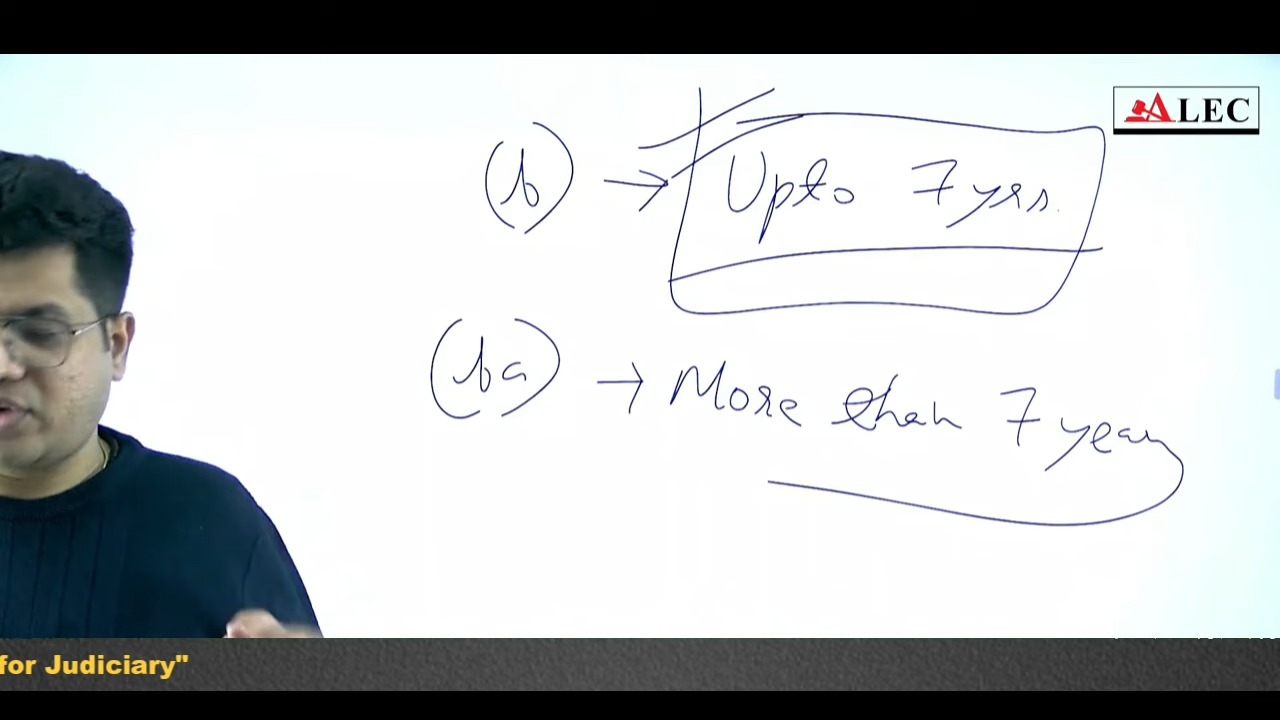 ALEC
(b) → Upto 7 yrs.
(ba) → More than 7 years
for Judiciary"